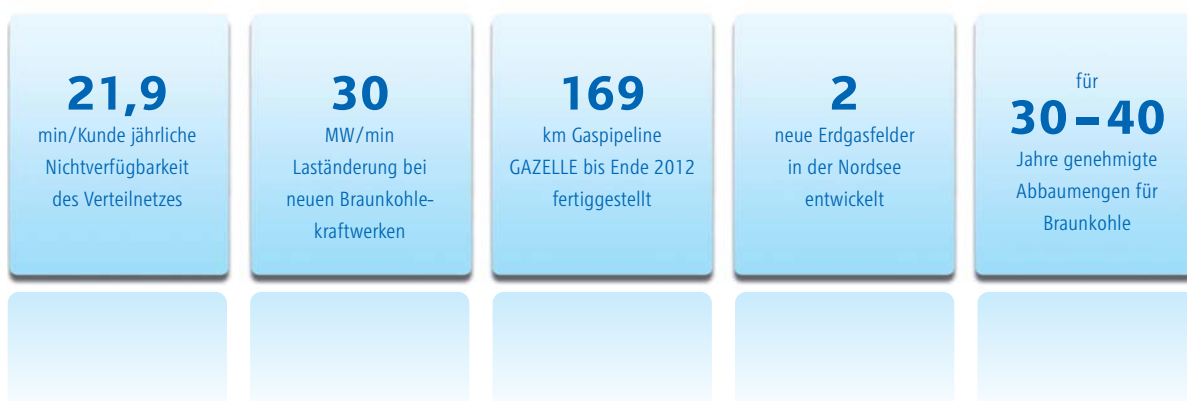 21,9
min/Kunde jährliche
Nichtverfügbarkeit
des Verteilnetzes
30
MW/min
Laständerung bei
neuen Braunkohle-
kraftwerken
169
km Gaspipeline
GAZELLE bis Ende 2012
fertiggestellt
2
neue Erdgasfelder
in der Nordsee
entwickelt
für
30–40
Jahre genehmigte
Abbaumengen für
Braunkohle